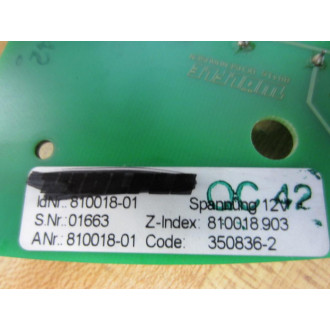 QC 42
IdNr.: 810018-01 Spannung 12V
S.Nr.: 01663 Z-Index: 810018.903
ANr.: 810018-01 Code: 350836-2